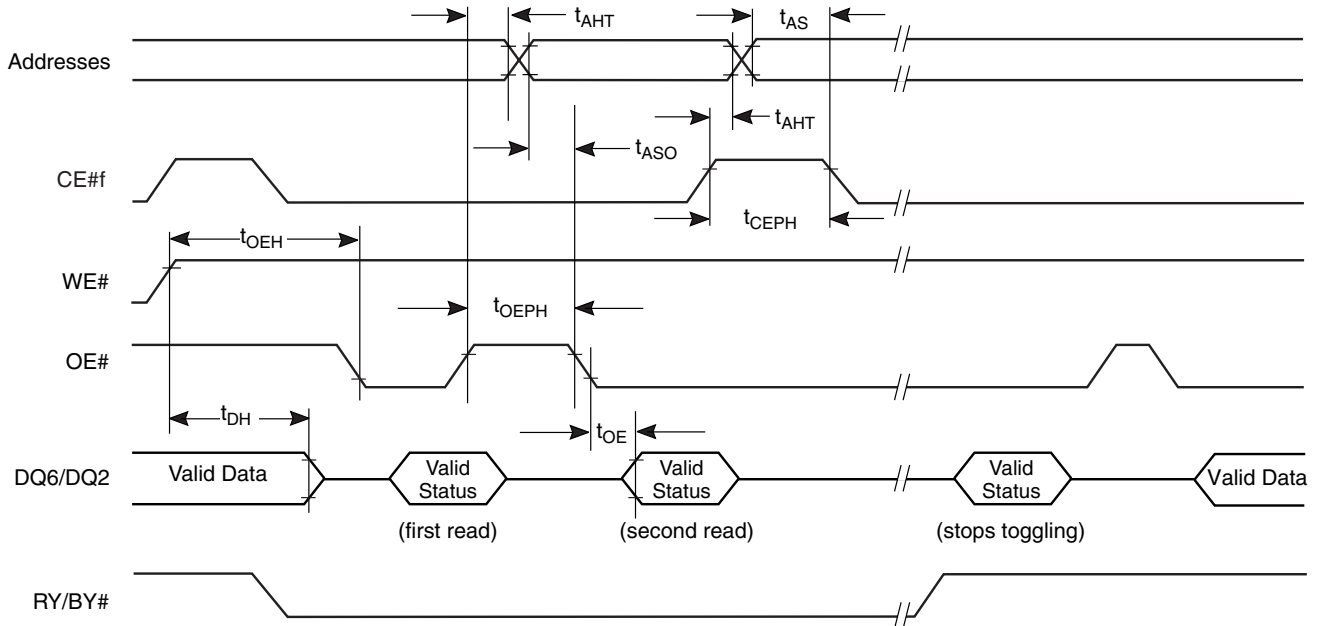 tAHT
tAS
Addresses
tAHT
tASO
CE#f
tCEPH
tOEH
WE#
tOEPH
OE#
tDH
tOE
DQ6/DQ2
Valid Data
Valid
Status
Valid
Status
Valid
Status
Valid Data
(first read)
(second read)
(stops toggling)
RY/BY#